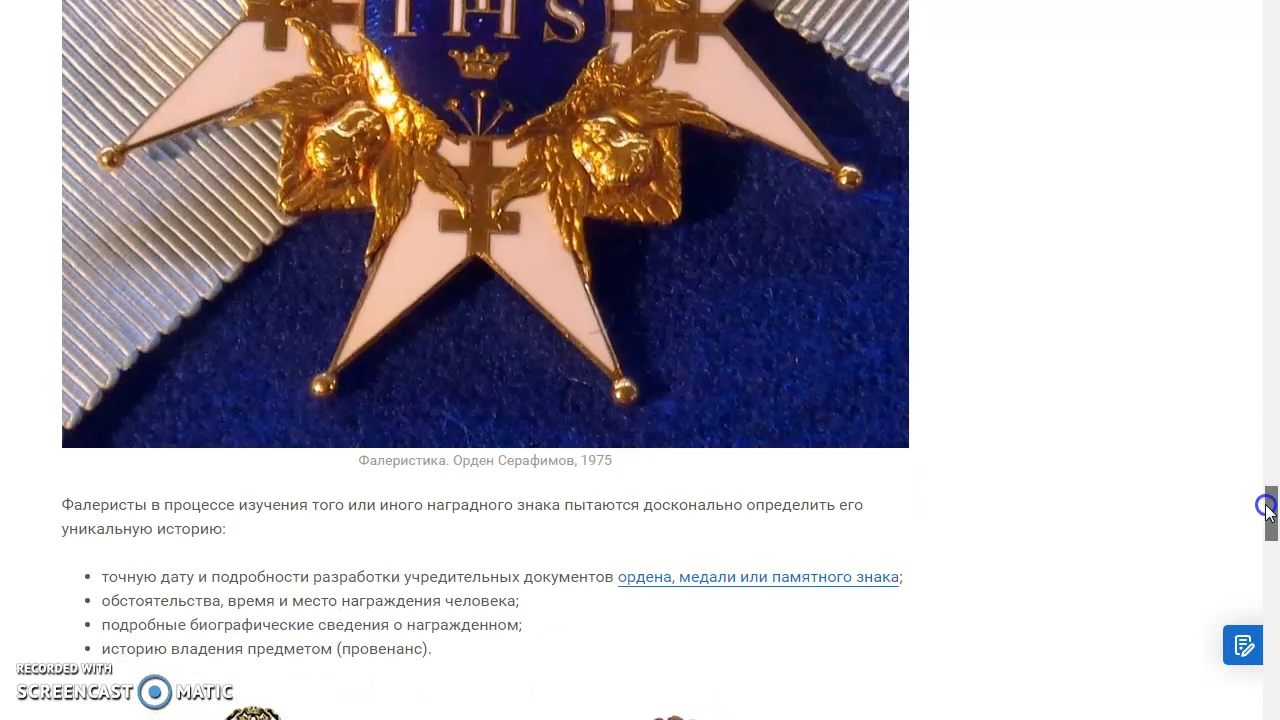 IHS
Фалеристика. Орден Серафимов, 1975
Фалеристы в процессе изучения того или иного наградного знака пытаются досконально определить его
уникальную историю:
точную дату и подробности разработки учредительных документов ордена, медали или памятного знака;
обстоятельства, время и место награждения человека;
подробные биографические сведения о награжденном;
историю владения предметом (провенанс).
RECORDED WITH
SCREENCAST MATIC